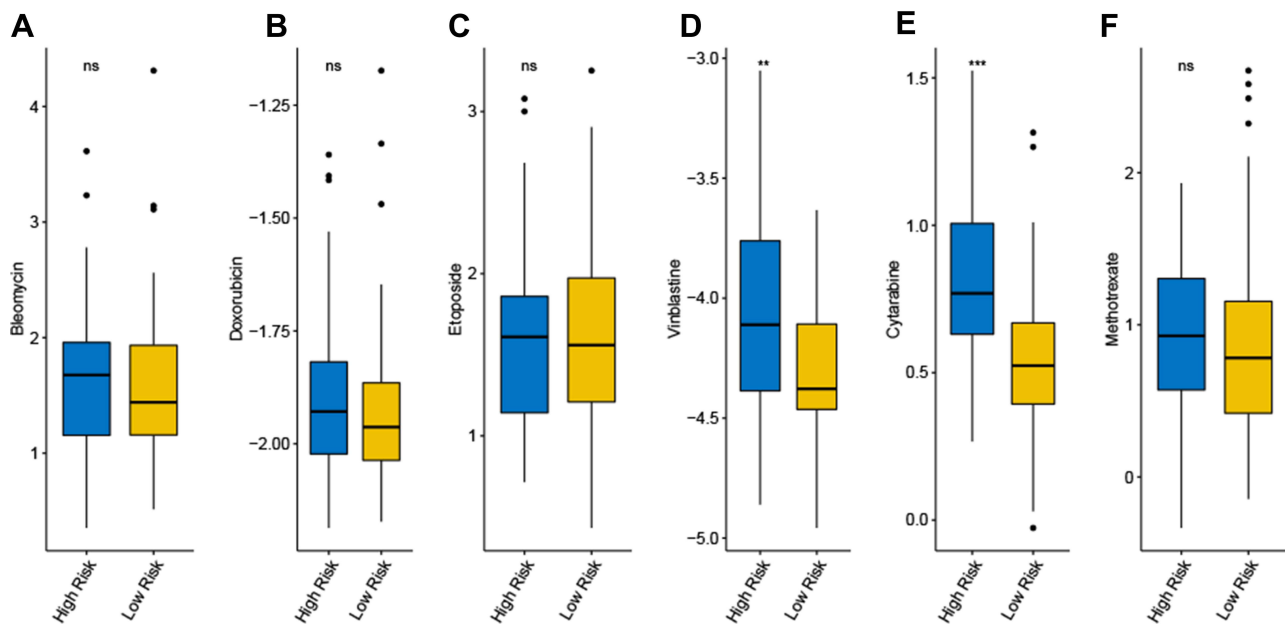 A
ns
Bleomycin
4
3
2
1
High Risk
Low Risk
B
ns
Doxorubicin
−1.25
−1.50
−1.75
−2.00
High Risk
Low Risk
C
ns
Etoposide
3
2
1
High Risk
Low Risk
D
**
Vinblastine
−3.0
−3.5
−4.0
−4.5
−5.0
High Risk
Low Risk
E
***
Cytarabine
1.5
1.0
0.5
0.0
High Risk
Low Risk
F
ns
Methotrexate
2
1
0
High Risk
Low Risk